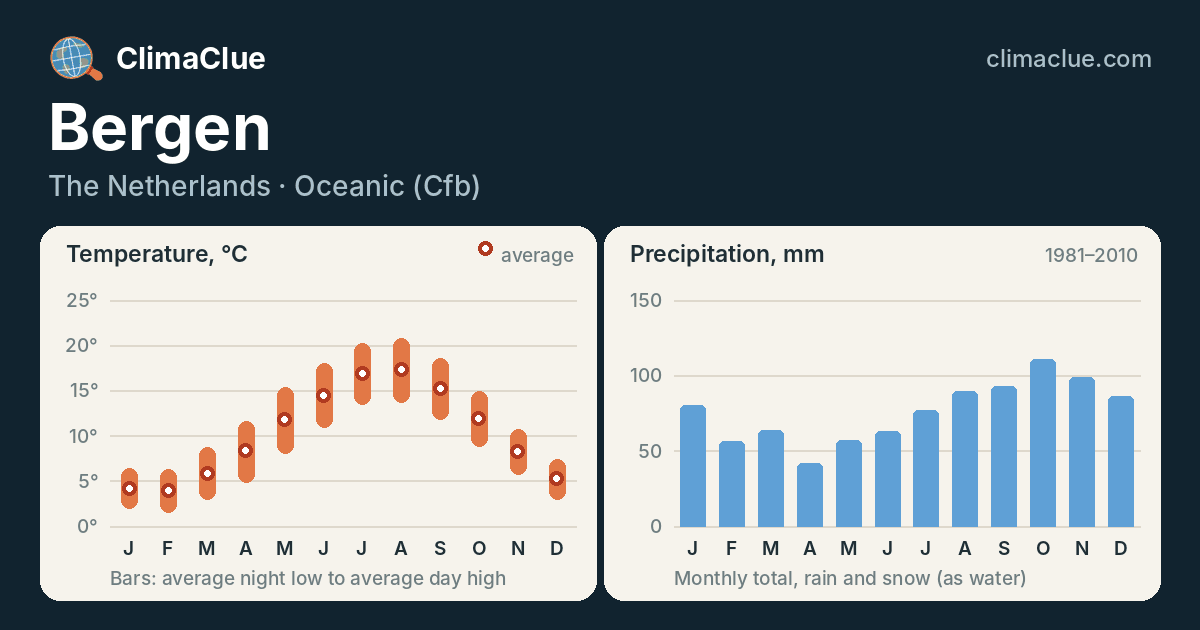 ClimaClue
climaclue.com
Bergen
The Netherlands · Oceanic (Cfb)
Temperature, °C
average
25°
20°
15°
10°
5°
0°
J F M A M J J A S O N D
Bars: average night low to average day high
Precipitation, mm
1981–2010
150
100
50
0
J F M A M J J A S O N D
Monthly total, rain and snow (as water)